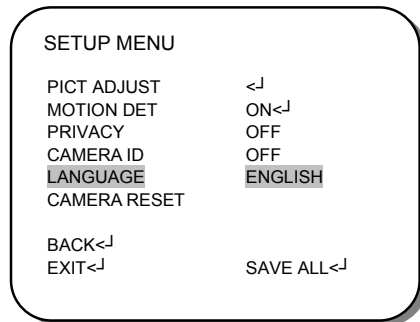 SETUP MENU
PICT ADJUST <┘
MOTION DET ON<┘
PRIVACY OFF
CAMERA ID OFF
LANGUAGE ENGLISH
CAMERA RESET
BACK<┘
EXIT<┘ SAVE ALL<┘